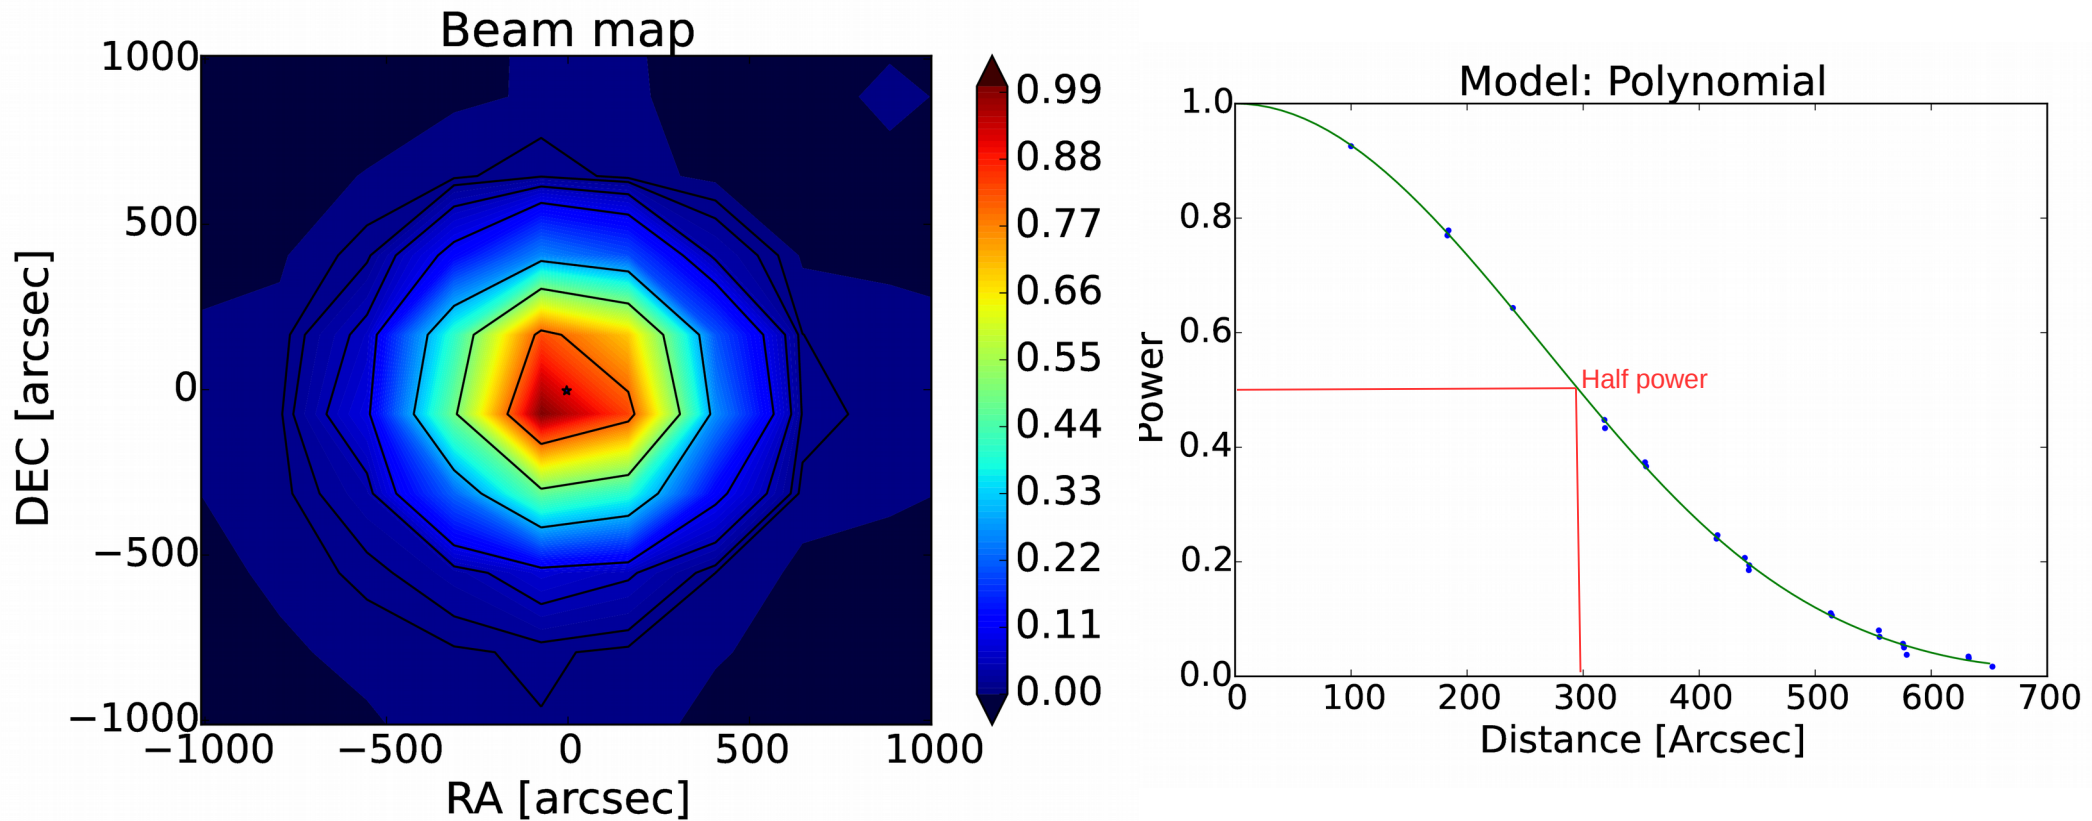 Beam map
1000
500
0
−500
−1000
DEC [arcsec]
−1000 −500 0 500 1000
RA [arcsec]
0.99
0.88
0.77
0.66
0.55
0.44
0.33
0.22
0.11
0.00
Model: Polynomial
1.0
0.8
0.6
0.4
0.2
0.0
Power
Half power
0 100 200 300 400 500 600 700
Distance [Arcsec]